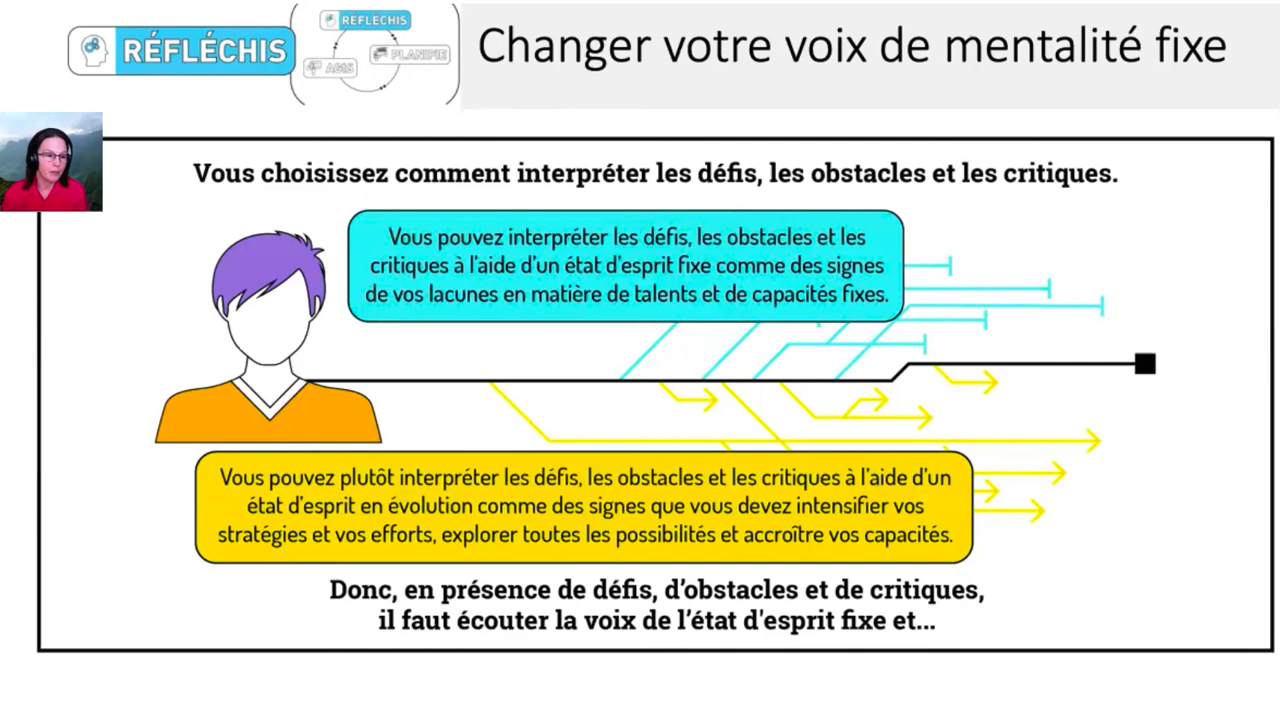 RÉFLÉCHIS
RÉFLÉCHIS
PLANIFIE
AGIS
Changer votre voix de mentalité fixe
Vous choisissez comment interpréter les défis, les obstacles et les critiques.
Vous pouvez interpréter les défis, les obstacles et les
critiques à l'aide d'un état d'esprit fixe comme des signes
de vos lacunes en matière de talents et de capacités fixes.
Vous pouvez plutôt interpréter les défis, les obstacles et les critiques à l'aide d'un
état d'esprit en évolution comme des signes que vous devez intensifier vos
stratégies et vos efforts, explorer toutes les possibilités et accroître vos capacités.
Donc, en présence de défis, d'obstacles et de critiques,
il faut écouter la voix de l'état d'esprit fixe et...